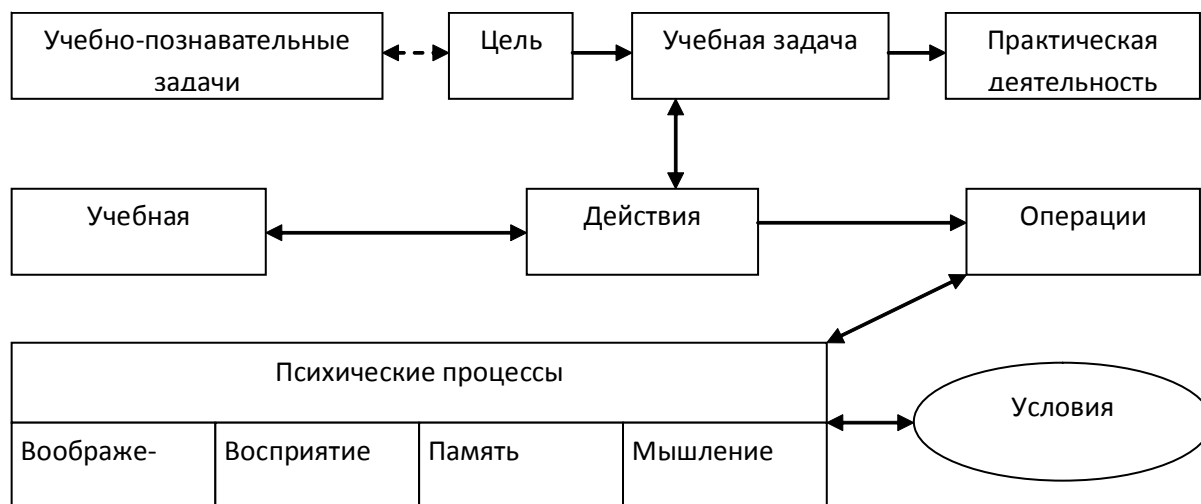 Учебно-познавательные
задачи
Цель
Учебная задача
Практическая
деятельность
Учебная
Действия
Операции
Психические процессы
Условия
Воображе-
Восприятие
Память
Мышление